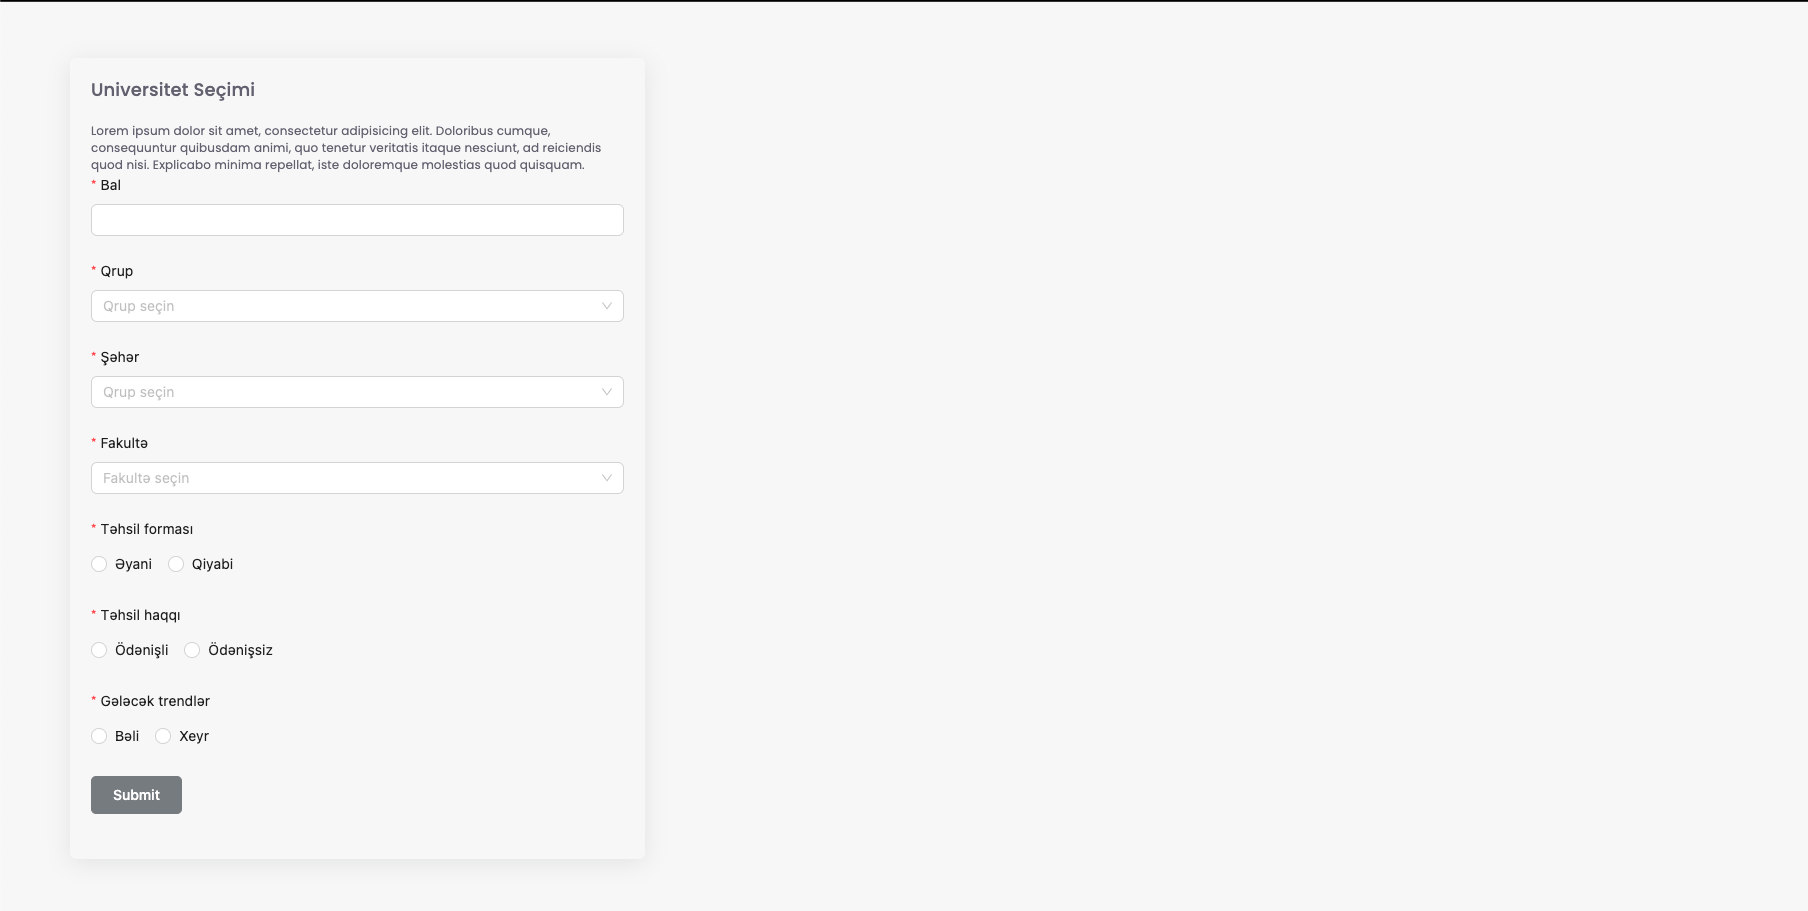 Universitet Seçimi
Lorem ipsum dolor sit amet, consectetur adipisicing elit. Doloribus cumque,
consequuntur quibusdam animi, quo tenetur veritatis itaque nesciunt, ad reiciendis
quod nisi. Explicabo minima repellat, iste doloremque molestias quod quisquam.
* Bal
* Qrup
Qrup seçin
* Şəhər
Qrup seçin
* Fakultə
Fakultə seçin
* Təhsil forması
Əyani Qiyabi
* Təhsil haqqı
Ödənişli Ödənişsiz
* Gələcək trendlər
Bəli Xeyr
Submit